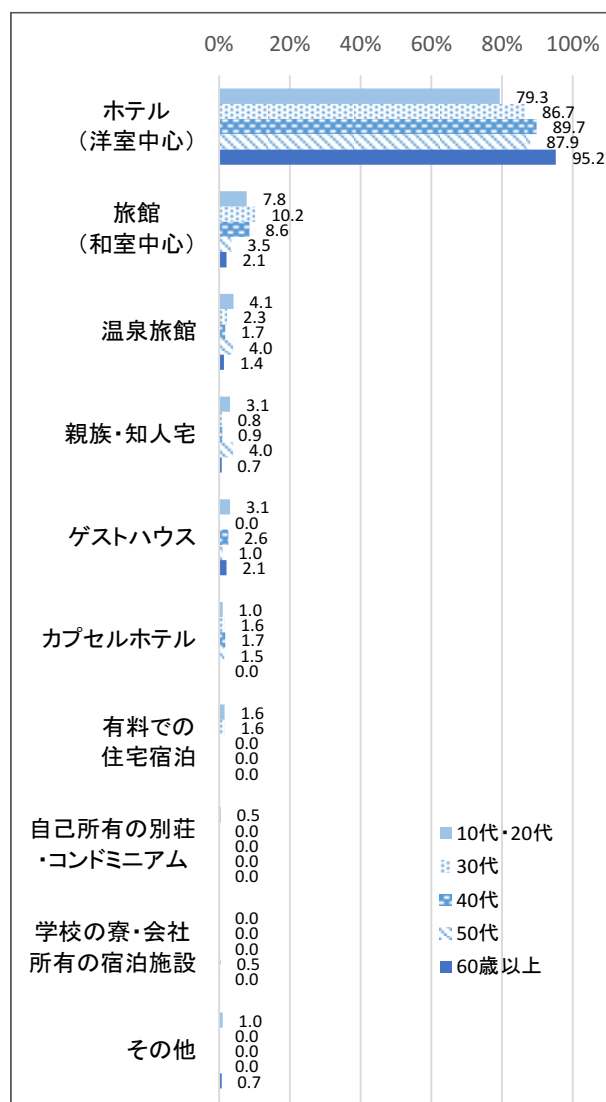 0% 20% 40% 60% 80% 100%
ホテル
（洋室中心）
79.3
86.7
89.7
87.9
95.2
旅館
（和室中心）
7.8
10.2
8.6
3.5
2.1
温泉旅館
4.1
2.3
1.7
4.0
1.4
親族・知人宅
3.1
0.8
0.9
4.0
0.7
ゲストハウス
3.1
0.0
2.6
1.0
2.1
カプセルホテル
1.0
1.6
1.7
1.5
0.0
有料での
住宅宿泊
1.6
1.6
0.0
0.0
0.0
自己所有の別荘
・コンドミニアム
0.5
0.0
0.0
0.0
0.0
学校の寮・会社
所有の宿泊施設
0.0
0.0
0.0
0.5
0.0
その他
1.0
0.0
0.0
0.0
0.7
10代・20代
30代
40代
50代
60歳以上